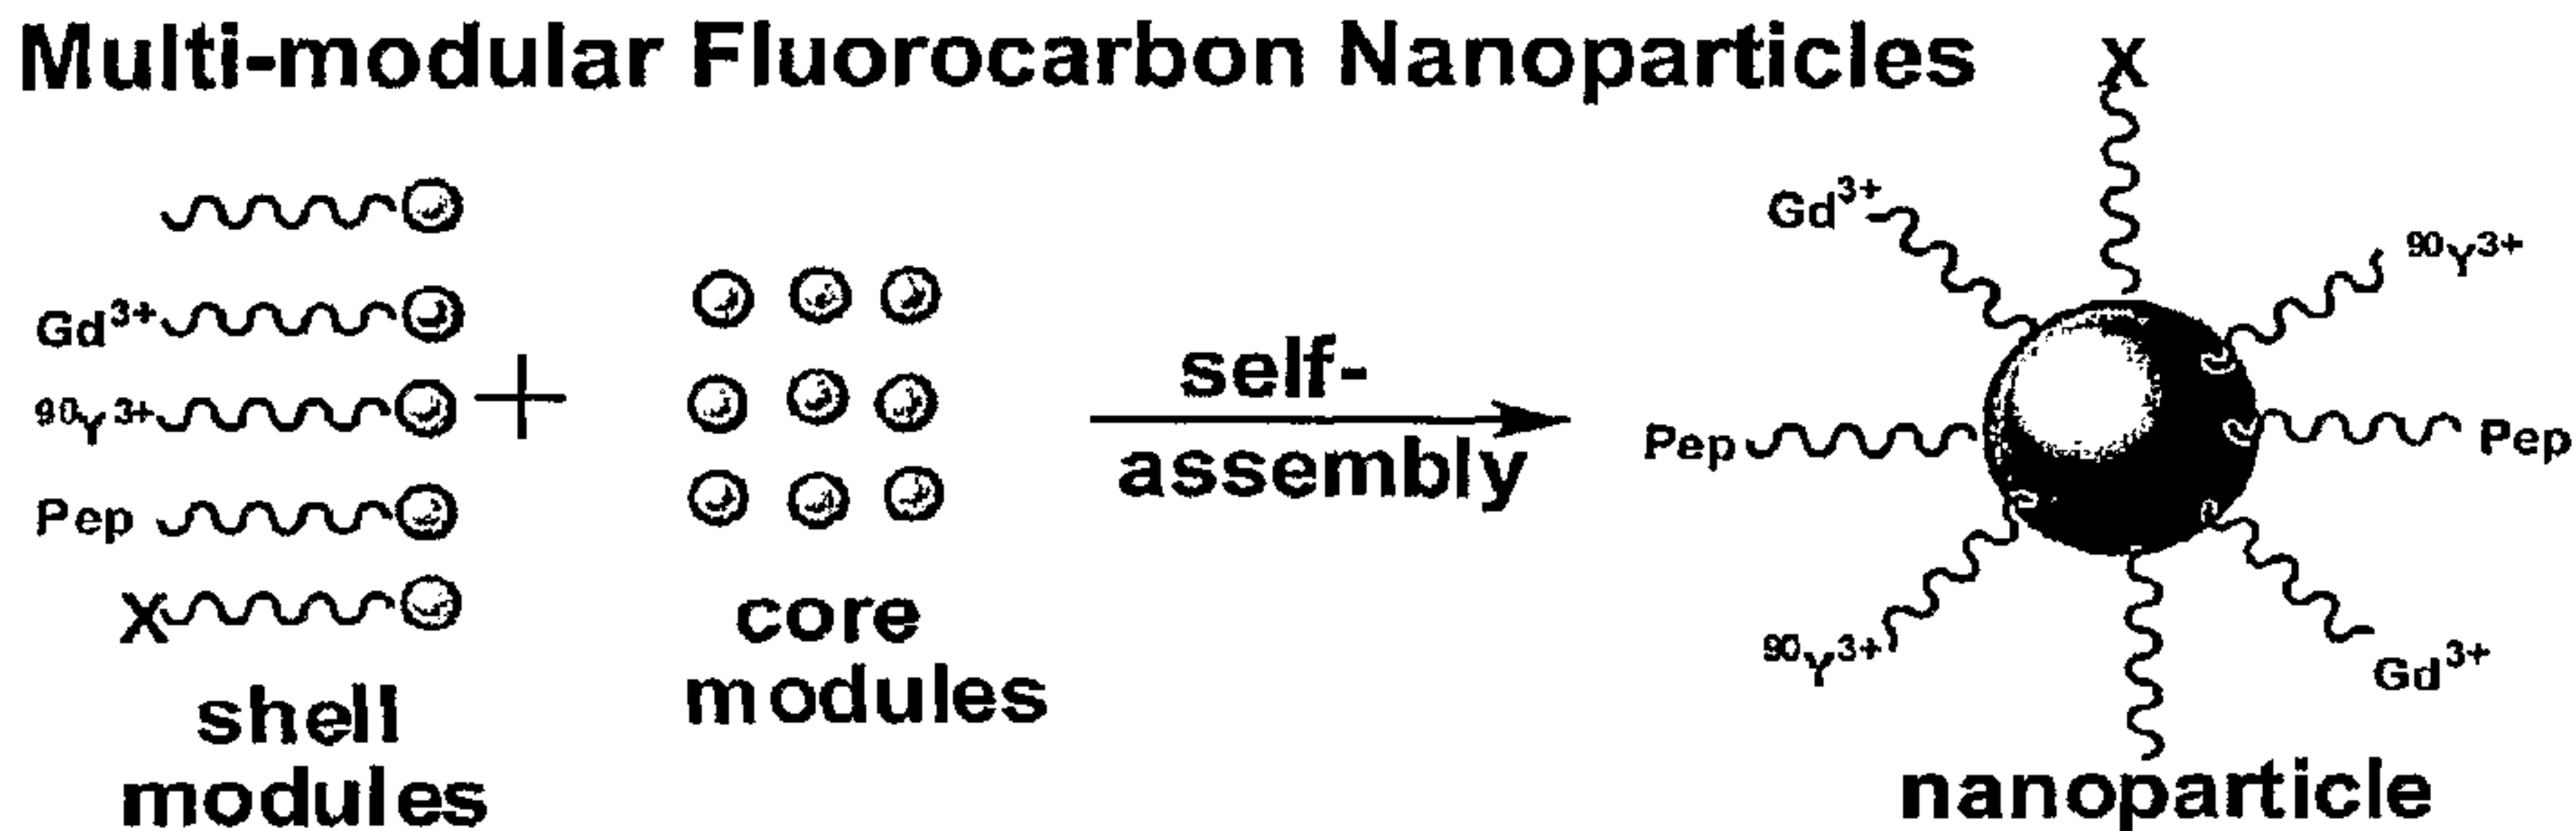 Multi-modular Fluorocarbon Nanoparticles
Gd³⁺
⁹⁰Y³⁺
Pep
X
shell
modules
core
modules
self-
assembly
X
Gd³⁺
⁹⁰Y³⁺
Pep
Pep
⁹⁰Y³⁺
Gd³⁺
nanoparticle